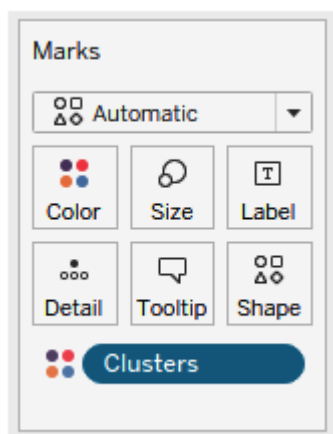 Marks
Automatic
Color Size Label
Detail Tooltip Shape
Clusters